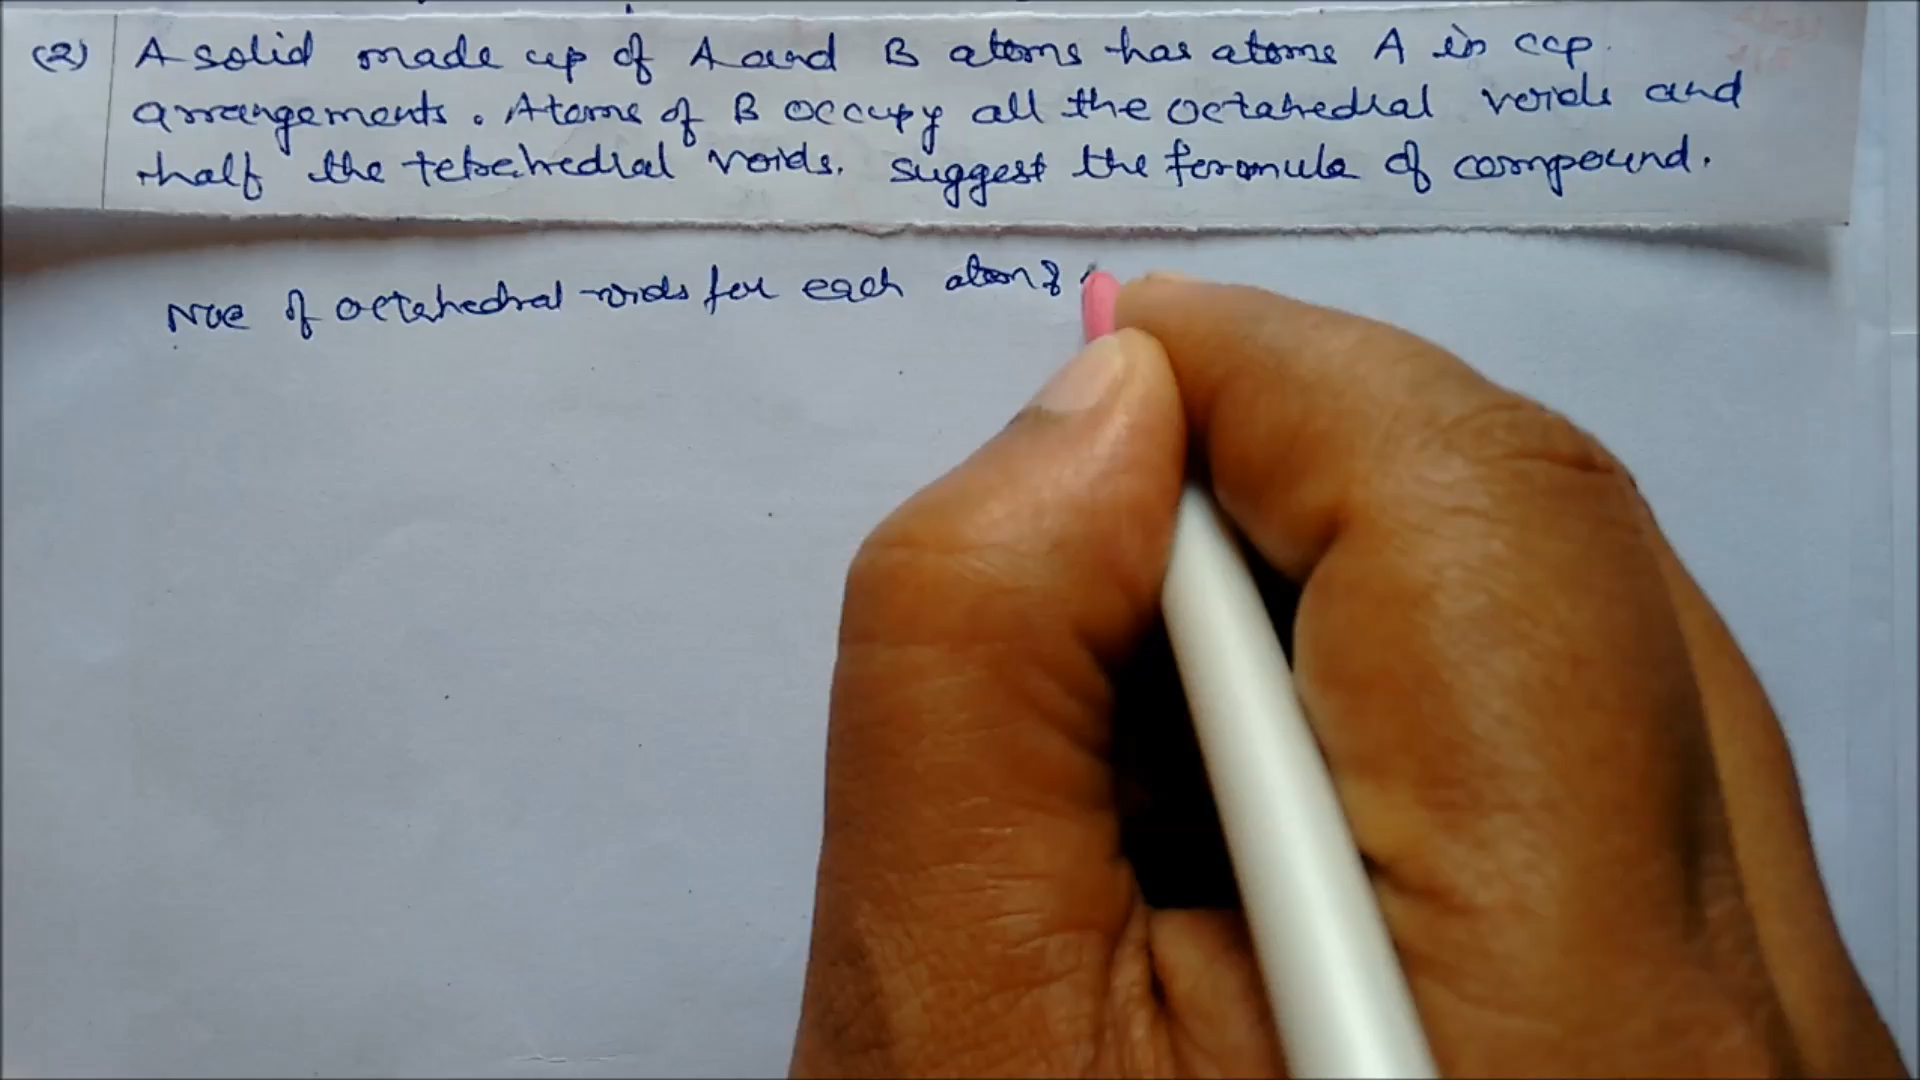 (2) A solid made up of A and B atoms has atoms A in ccp.
arrangements. Atoms of B occupy all the octahedral voids and
half the tetrahedral voids. suggest the formula of compound.
No of octahedral voids for each atom of